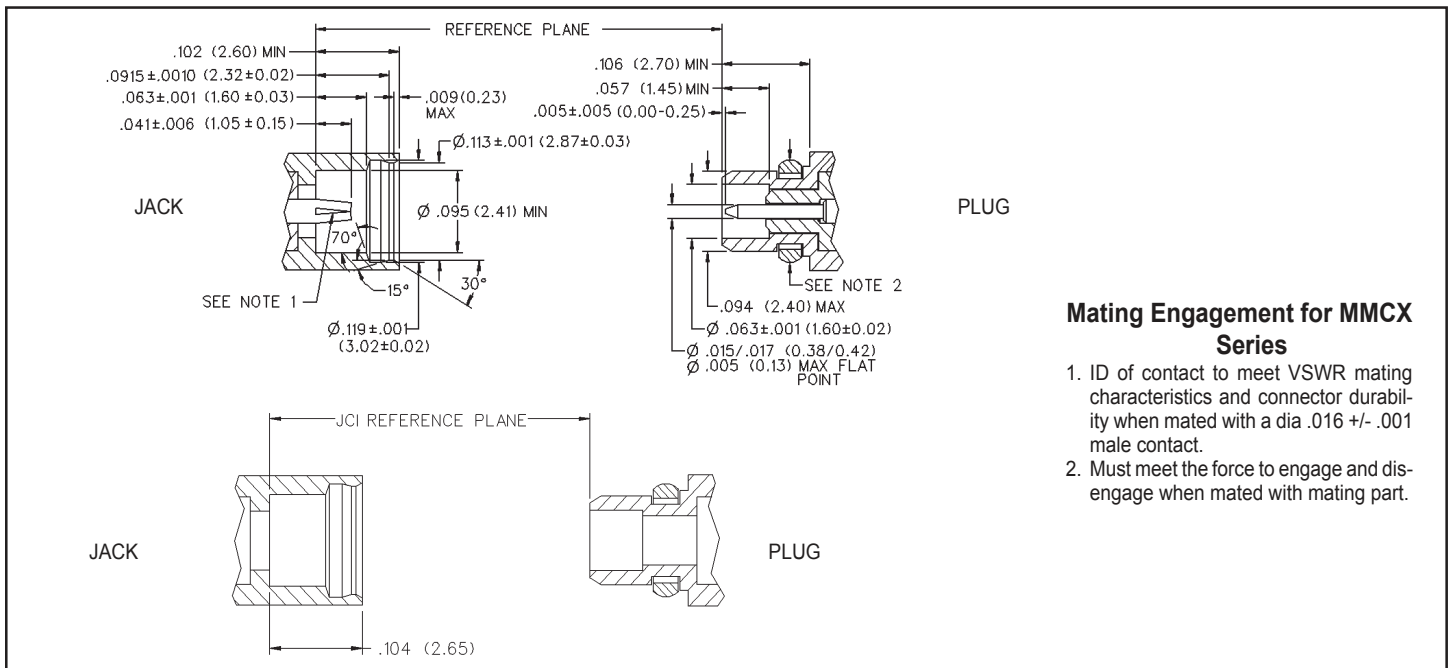 REFERENCE PLANE
.102 (2.60) MIN
.0915±.0010 (2.32±0.02)
.063±.001 (1.60±0.03)
.041±.006 (1.05±0.15)
.009(0.23)
MAX
Ø.113±.001 (2.87±0.03)
.106 (2.70) MIN
.057 (1.45) MIN
.005±.005 (0.00-0.25)
JACK
Ø .095 (2.41) MIN
PLUG
70°
15°
30°
SEE NOTE 1
Ø.119±.001
(3.02±0.02)
SEE NOTE 2
.094 (2.40) MAX
Ø .063±.001 (1.60±0.02)
Ø .015/.017 (0.38/0.42)
Ø .005 (0.13) MAX FLAT
POINT
Mating Engagement for MMCX
Series
1. ID of contact to meet VSWR mating
characteristics and connector durabil-
ity when mated with a dia .016 +/- .001
male contact.
2. Must meet the force to engage and dis-
engage when mated with mating part.
JCI REFERENCE PLANE
JACK
PLUG
.104 (2.65)